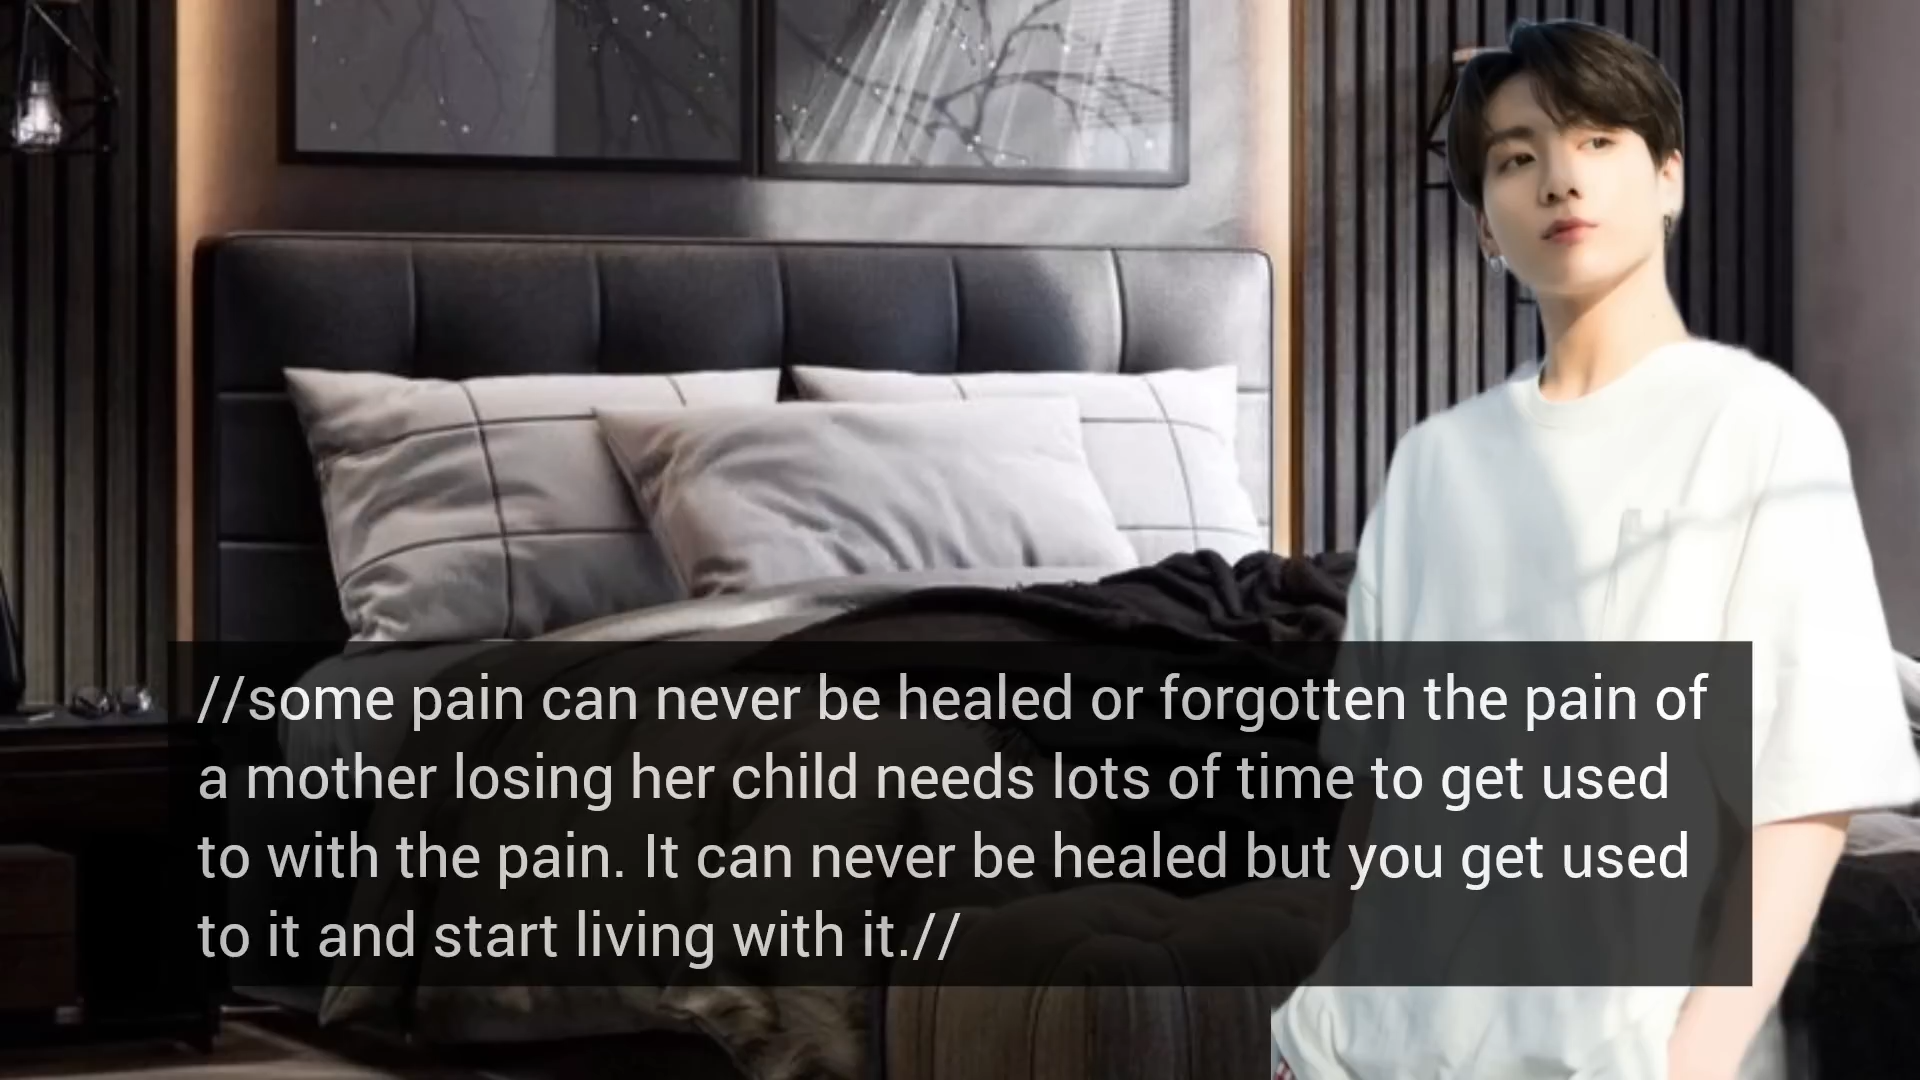 //some pain can never be healed or forgotten the pain of
a mother losing her child needs lots of time to get used
to with the pain. It can never be healed but you get used
to it and start living with it.//